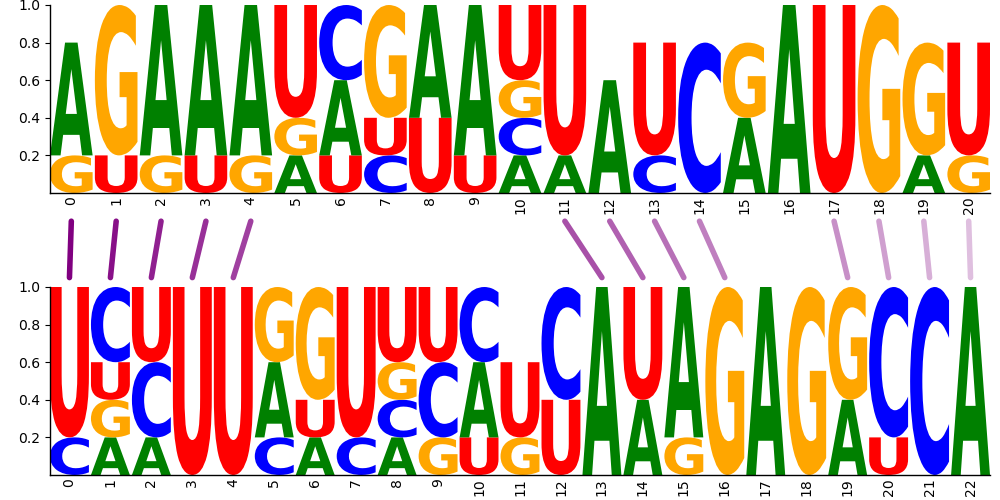 1.0
0.8 A G A A A U C G A A U U A U C G A U G G U
0.6 G A G
0.4 G U C A
0.2 G U G U G A U C U U A A C A G
0 1 2 3 4 5 6 7 8 9 10 11 12 13 14 15 16 17 18 19 20
1.0
0.8 U C U U U G G U U U C C A U A G A G G C C A
0.6 U C A G C A U
0.4 G U C U A A
0.2 C A A C A C A G U G G U
0 1 2 3 4 5 6 7 8 9 10 11 12 13 14 15 16 17 18 19 20 21 22